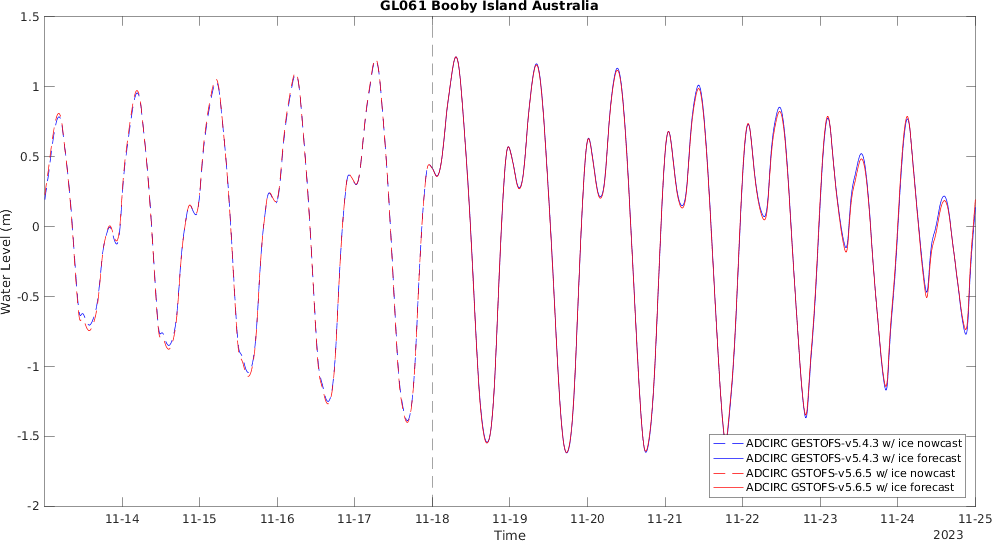 GL061 Booby Island Australia
1.5
1
0.5
0
-0.5
-1
-1.5
-2
Water Level (m)
ADCIRC GESTOFS-v5.4.3 w/ ice nowcast
ADCIRC GESTOFS-v5.4.3 w/ ice forecast
ADCIRC GSTOFS-v5.6.5 w/ ice nowcast
ADCIRC GSTOFS-v5.6.5 w/ ice forecast
11-14 11-15 11-16 11-17 11-18 11-19 11-20 11-21 11-22 11-23 11-24 11-25
Time
2023